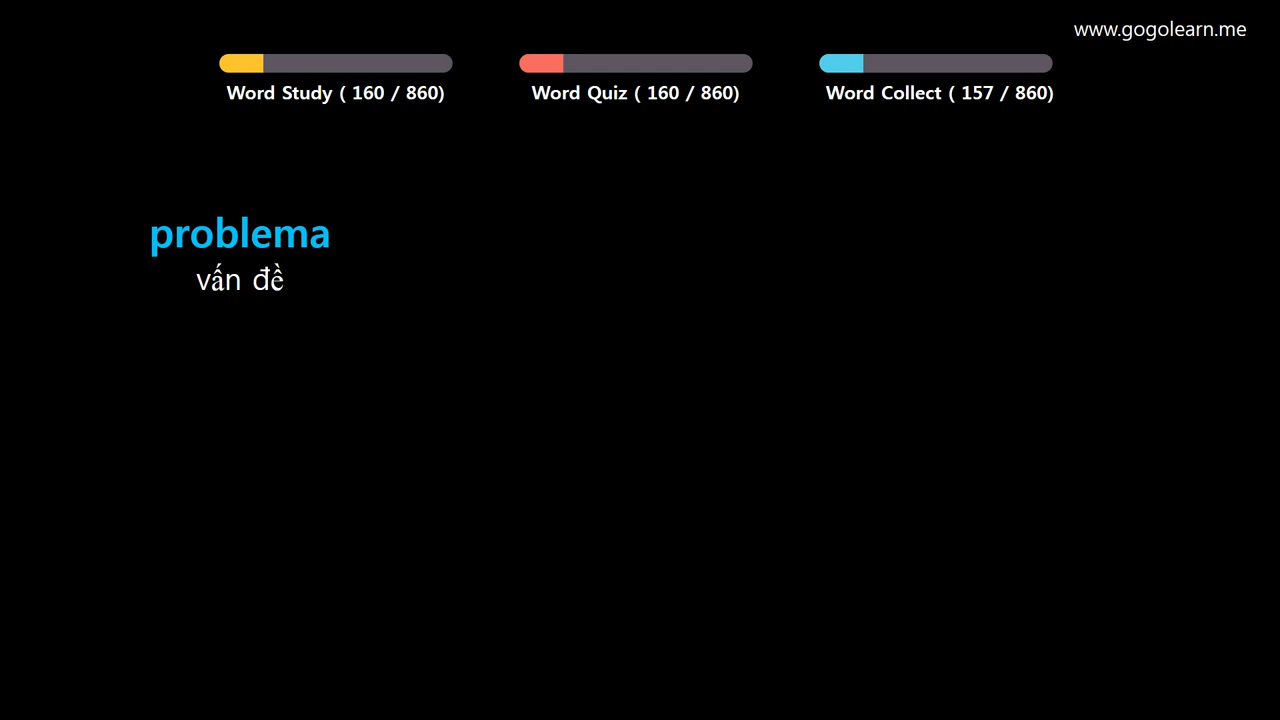 www.gogolearn.me
Word Study ( 160 / 860)
Word Quiz ( 160 / 860)
Word Collect ( 157 / 860)
problema
vấn đề